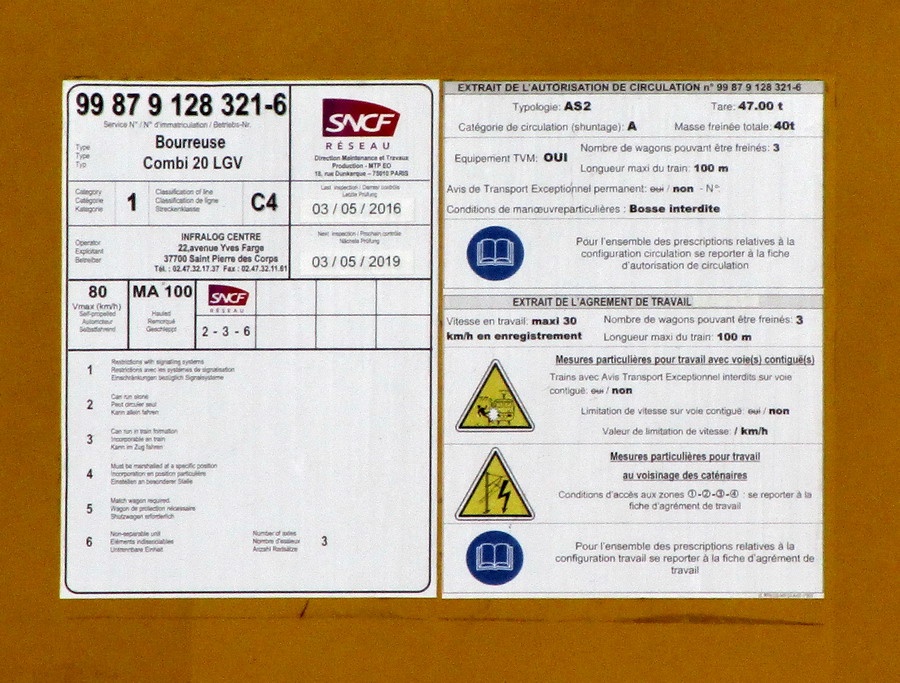 99 87 9 128 321-6
Service N° / N° d'immatriculation / Betriebs-Nr.
Type
Type
Typ
Bourreuse
Combi 20 LGV
SNCF
RÉSEAU
Direction Maintenance et Travaux
Production - MTP EO
18, rue Dunkerque - 75010 PARIS
Category
Catégorie
Kategorie
1
Classification of line
Classification de ligne
Streckenklasse
C4
Last inspection / Dernier contrôle
Letzte Prüfung
03 / 05 / 2016
Operator
Exploitant
Betreiber
INFRALOG CENTRE
22,avenue Yves Farge
37700 Saint Pierre des Corps
Tél. : 02.47.32.17.37 Fax : 02.47.32.11.61
Next inspection / Prochain contrôle
Nächste Prüfung
03 / 05 / 2019
80
Vmax (km/h)
Self-propelled
Automoteur
Selbstfahrend
MA 100
Hauled
Remorqué
Geschleppt
SNCF
RÉSEAU
2 - 3 - 6
1
Restrictions with signalling systems
Restrictions avec les systèmes de signalisation
Einschränkungen bezüglich Signalsysteme
2
Can run alone
Peut circuler seul
Kann allein fahren
3
Can run in train formation
Incorporable en train
Kann im Zug fahren
4
Must be marshalled at a specific position
Incorporation en position particulière
Einstellen an besonderer Stelle
5
Match wagon required
Wagon de protection nécessaire
Shutzwagen erforderlich
6
Non-separable unit
Eléments indissociables
Untrennbare Einheit
Number of axles
Nombre d'essieux
Anzahl Radsätze
3
EXTRAIT DE L'AUTORISATION DE CIRCULATION n° 99 87 9 128 321-6
Typologie: AS2 Tare: 47.00 t
Catégorie de circulation (shuntage): A Masse freinée totale: 40t
Equipement TVM: OUI
Nombre de wagons pouvant être freinés: 3
Longueur maxi du train: 100 m
Avis de Transport Exceptionnel permanent: oui / non - N°:
Conditions de manœuvreparticulières : Bosse interdite
Pour l'ensemble des prescriptions relatives à la
configuration circulation se reporter à la fiche
d'autorisation de circulation
EXTRAIT DE L'AGREMENT DE TRAVAIL
Vitesse en travail: maxi 30
km/h en enregistrement
Nombre de wagons pouvant être freinés: 3
Longueur maxi du train: 100 m
Mesures particulières pour travail avec voie(s) contiguë(s)
Trains avec Avis Transport Exceptionnel interdits sur voie
contiguë: oui / non
Limitation de vitesse sur voie contiguë: oui / non
Valeur de limitation de vitesse: / km/h
Mesures particulières pour travail
au voisinage des caténaires
Conditions d'accès aux zones ①-②-③-④ : se reporter à la
fiche d'agrément de travail
Pour l'ensemble des prescriptions relatives à la
configuration travail se reporter à la fiche d'agrément de
travail